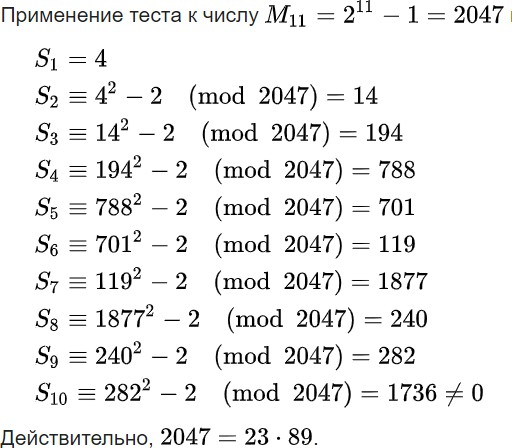 Применение теста к числу M₁₁ = 2¹¹ − 1 = 2047
S₁ = 4
S₂ ≡ 4² − 2 (mod 2047) = 14
S₃ ≡ 14² − 2 (mod 2047) = 194
S₄ ≡ 194² − 2 (mod 2047) = 788
S₅ ≡ 788² − 2 (mod 2047) = 701
S₆ ≡ 701² − 2 (mod 2047) = 119
S₇ ≡ 119² − 2 (mod 2047) = 1877
S₈ ≡ 1877² − 2 (mod 2047) = 240
S₉ ≡ 240² − 2 (mod 2047) = 282
S₁₀ ≡ 282² − 2 (mod 2047) = 1736 ≠ 0
Действительно, 2047 = 23 · 89.